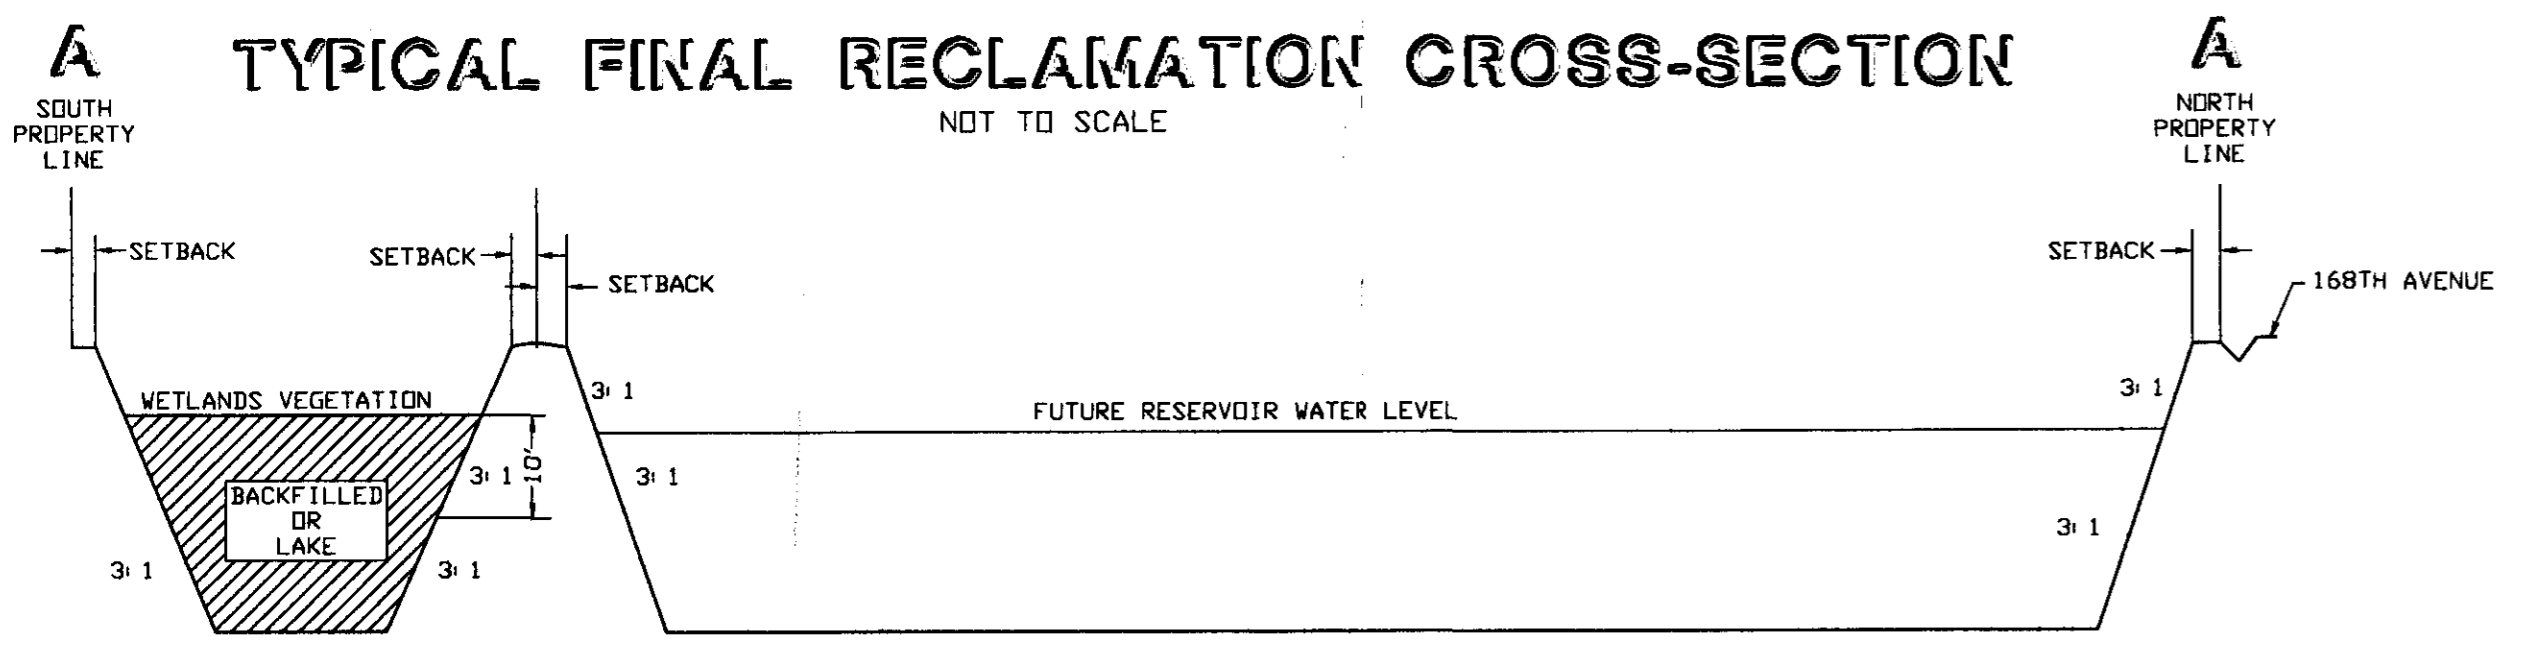 A TYPICAL FINAL RECLAMATION CROSS-SECTION A
NOT TO SCALE
SOUTH
PROPERTY
LINE
NORTH
PROPERTY
LINE
SETBACK
SETBACK
SETBACK
SETBACK
168TH AVENUE
WETLANDS VEGETATION
3:1
FUTURE RESERVOIR WATER LEVEL
3:1
3:1
10'
3:1
BACKFILLED
OR
LAKE
3:1
3:1
3:1